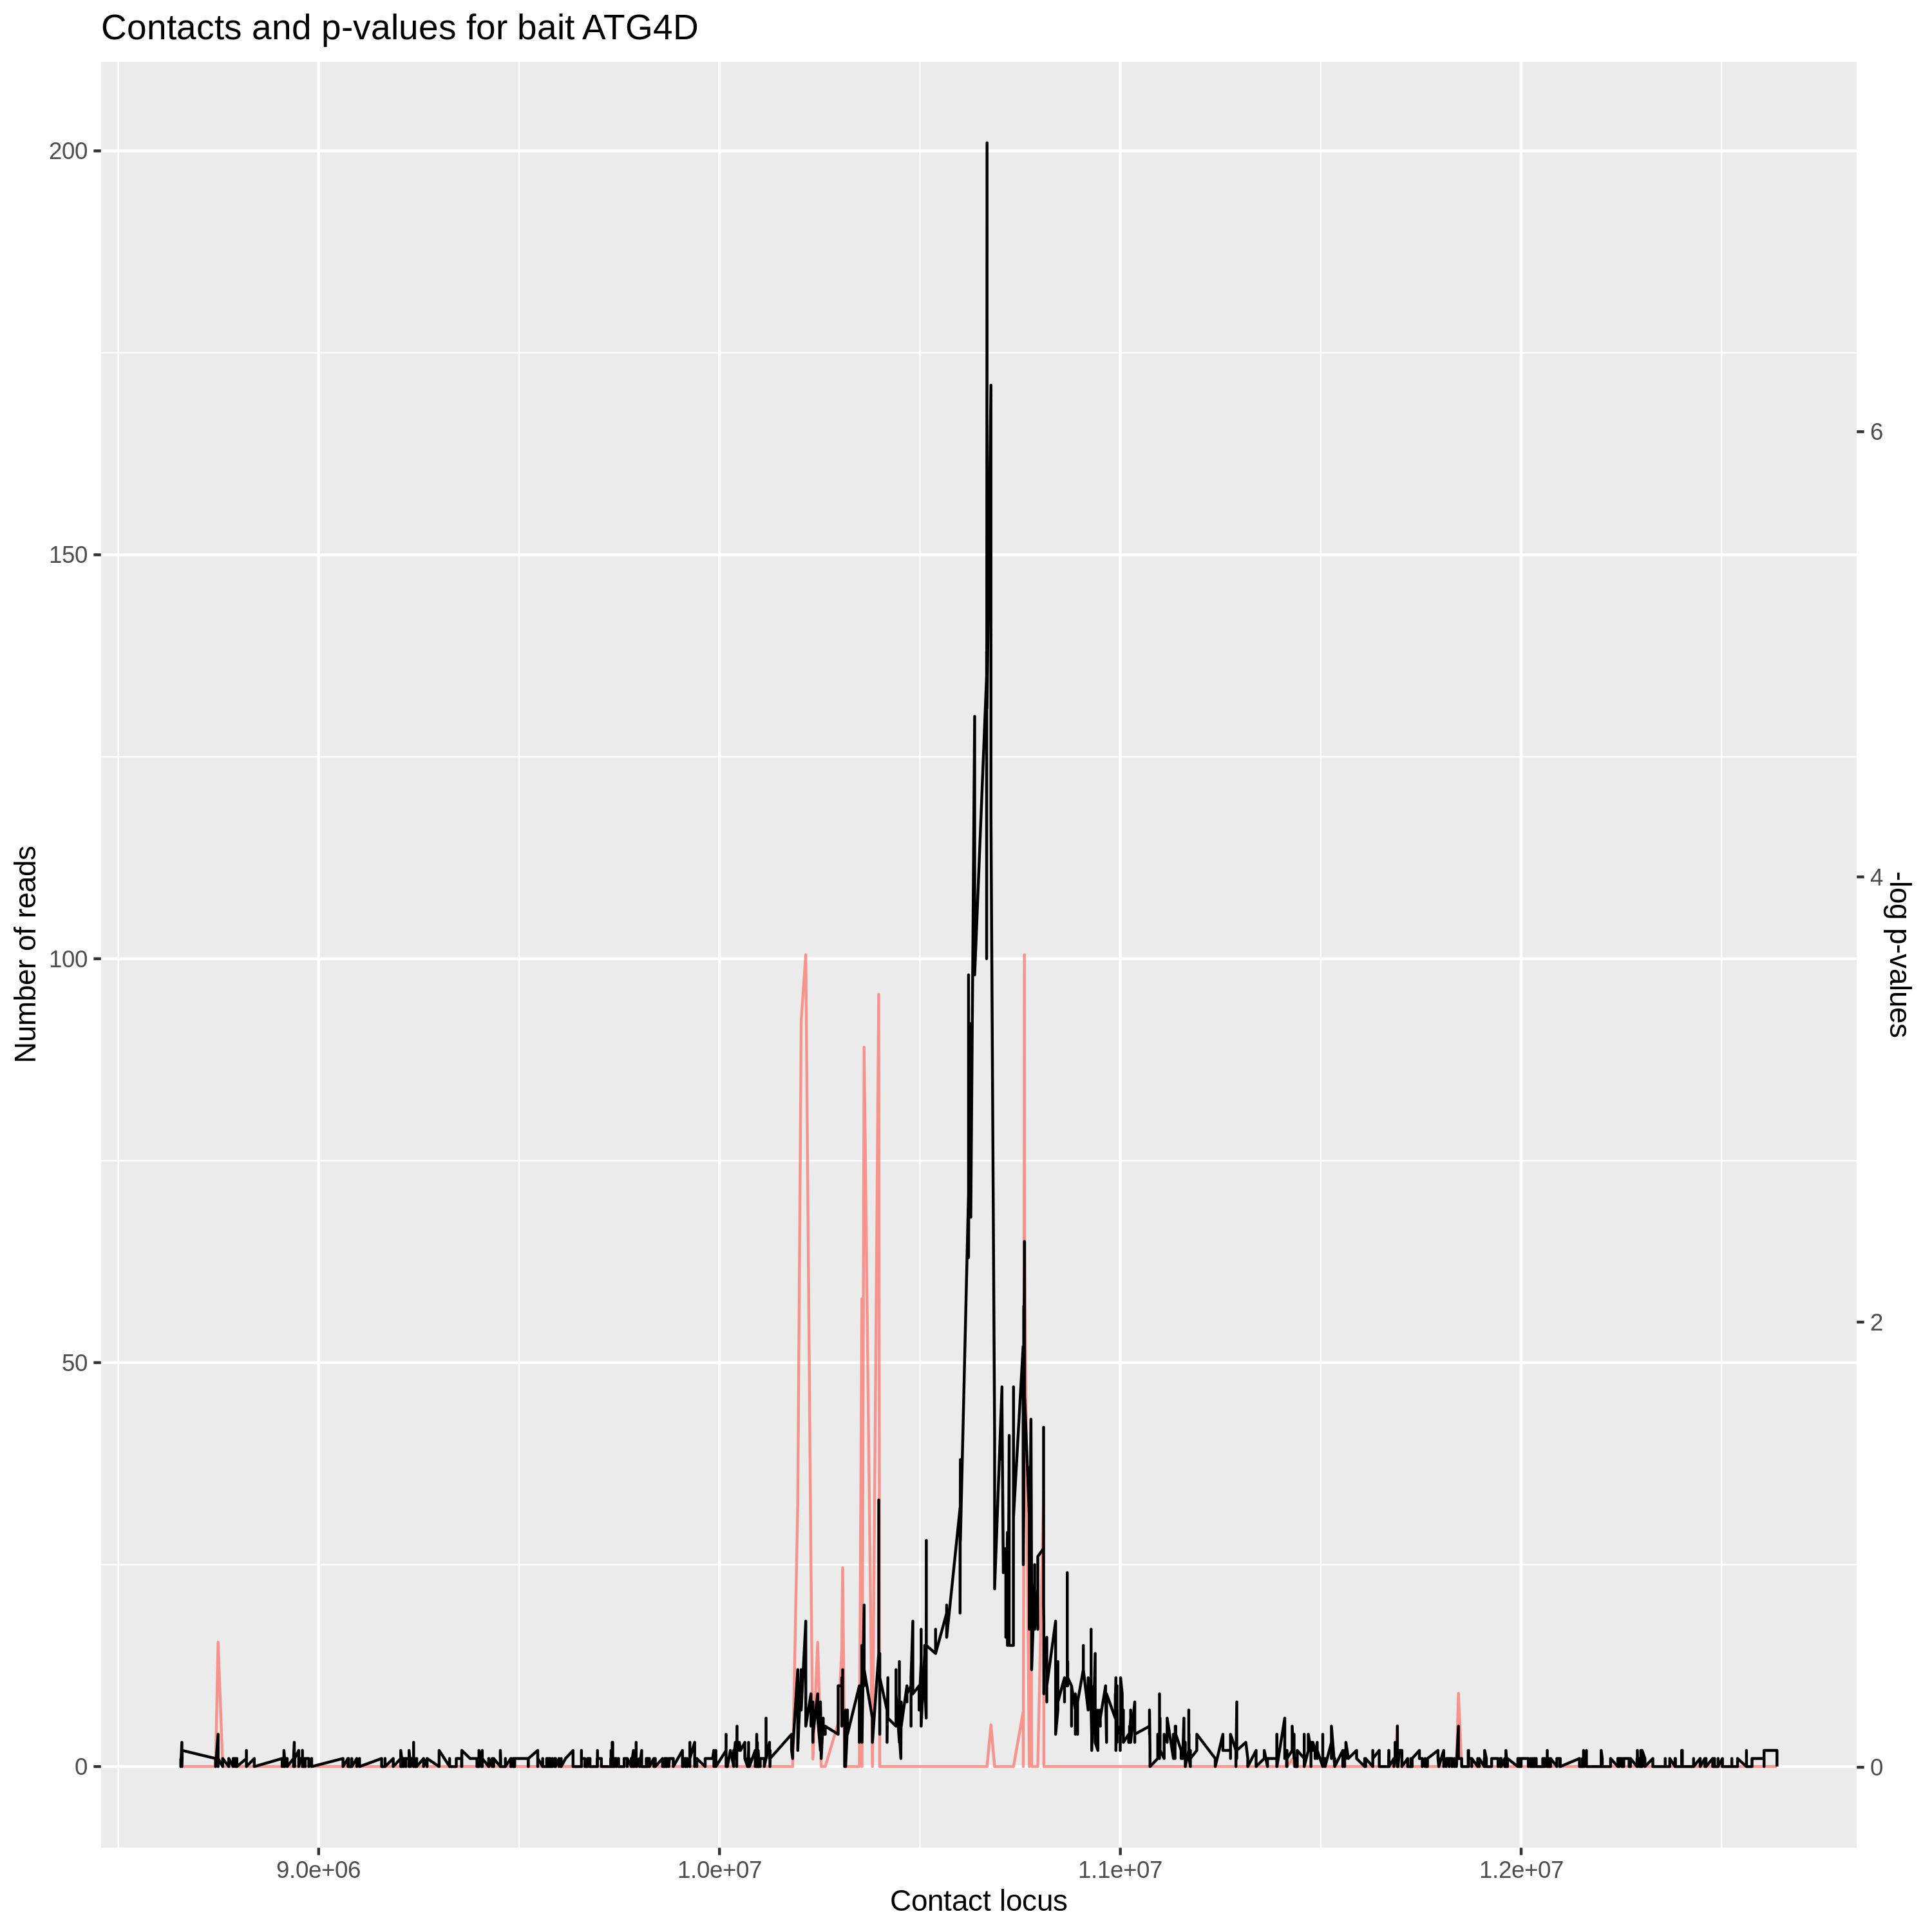 Contacts and p-values for bait ATG4D
200
150
100
50
0
Number of reads
6
4
2
0
-log p-values
9.0e+06
1.0e+07
1.1e+07
1.2e+07
Contact locus